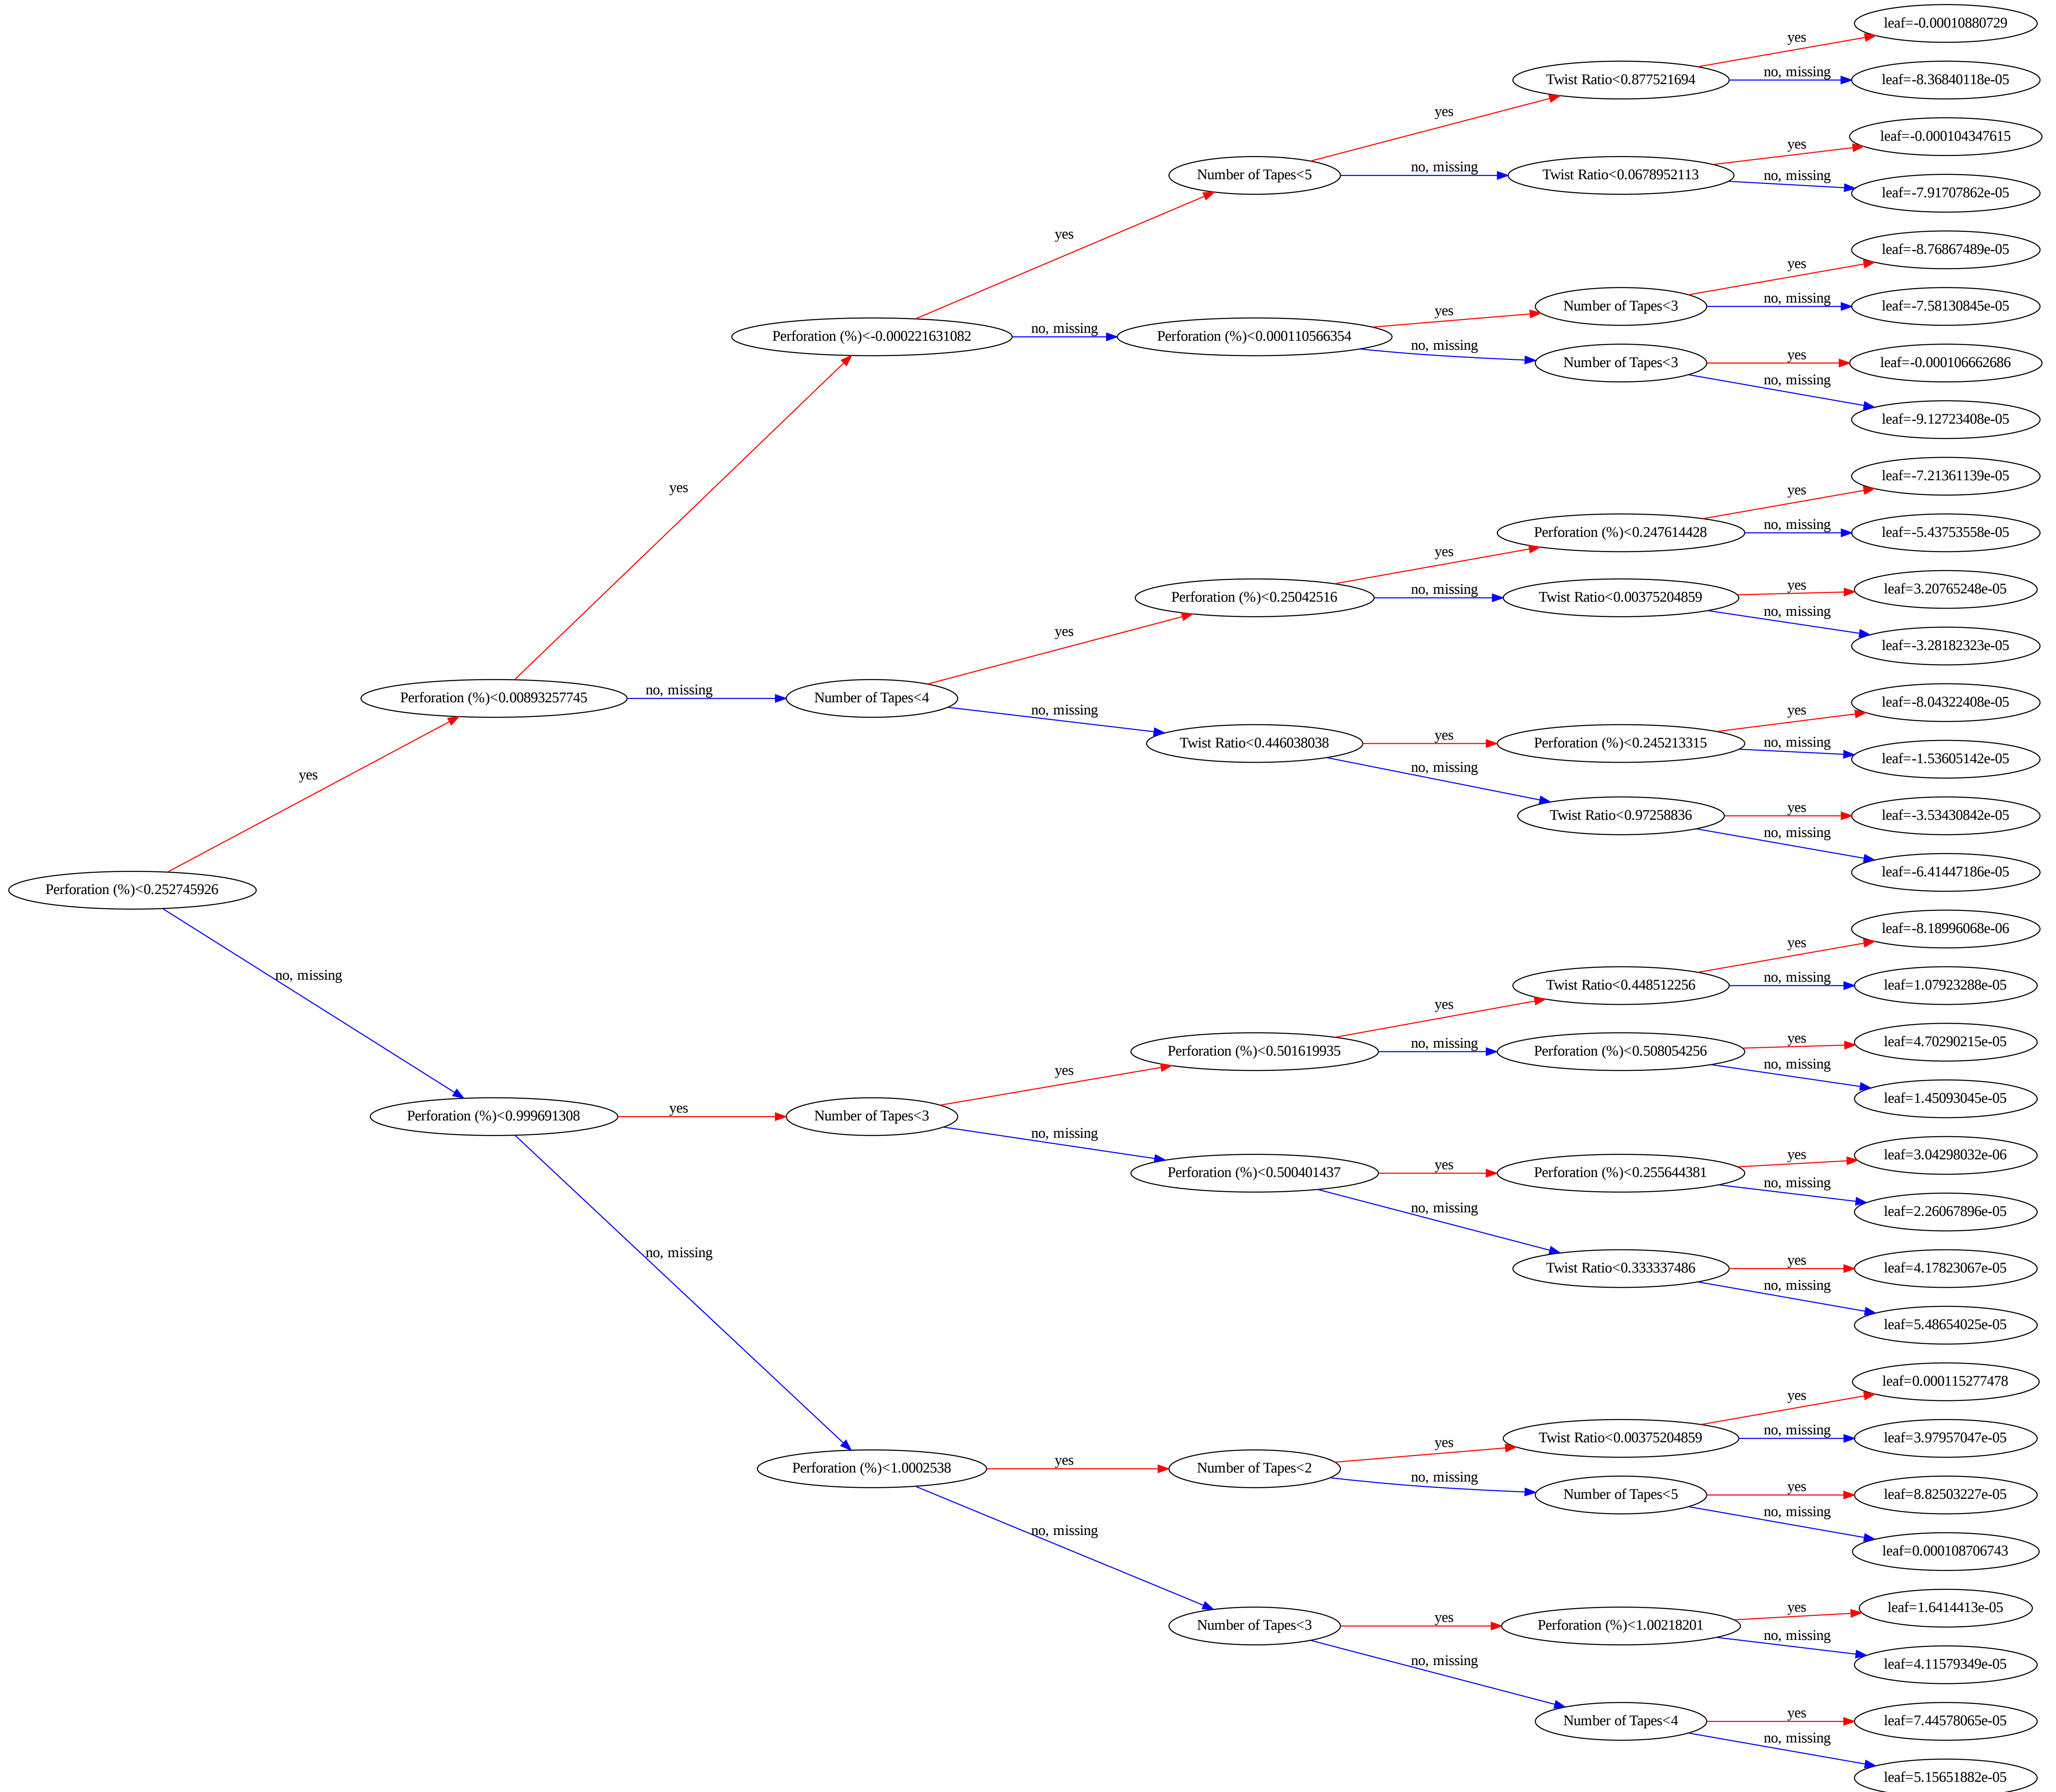 leaf=-0.00010880729
yes
Twist Ratio<0.877521694
no, missing
leaf=-8.36840118e-05
yes
leaf=-0.000104347615
yes
Number of Tapes<5
no, missing
Twist Ratio<0.0678952113
no, missing
leaf=-7.91707862e-05
yes
leaf=-8.76867489e-05
yes
Perforation (%)<-0.000221631082
no, missing
Perforation (%)<0.000110566354
yes
Number of Tapes<3
no, missing
leaf=-7.58130845e-05
no, missing
Number of Tapes<3
yes
leaf=-0.000106662686
no, missing
leaf=-9.12723408e-05
yes
leaf=-7.21361139e-05
yes
Perforation (%)<0.247614428
no, missing
leaf=-5.43753558e-05
yes
Perforation (%)<0.25042516
no, missing
Twist Ratio<0.00375204859
yes
leaf=3.20765248e-05
no, missing
leaf=-3.28182323e-05
yes
Perforation (%)<0.00893257745
no, missing
Number of Tapes<4
no, missing
leaf=-8.04322408e-05
yes
Twist Ratio<0.446038038
yes
Perforation (%)<0.245213315
no, missing
leaf=-1.53605142e-05
no, missing
Twist Ratio<0.97258836
yes
leaf=-3.53430842e-05
no, missing
leaf=-6.41447186e-05
yes
Perforation (%)<0.252745926
no, missing
leaf=-8.18996068e-06
yes
Twist Ratio<0.448512256
no, missing
leaf=1.07923288e-05
yes
Perforation (%)<0.501619935
no, missing
Perforation (%)<0.508054256
yes
leaf=4.70290215e-05
no, missing
leaf=1.45093045e-05
yes
Perforation (%)<0.999691308
yes
Number of Tapes<3
no, missing
leaf=3.04298032e-06
yes
Perforation (%)<0.500401437
yes
Perforation (%)<0.255644381
no, missing
leaf=2.26067896e-05
no, missing
Twist Ratio<0.333337486
yes
leaf=4.17823067e-05
no, missing
leaf=5.48654025e-05
no, missing
leaf=0.000115277478
yes
Twist Ratio<0.00375204859
no, missing
leaf=3.97957047e-05
yes
Perforation (%)<1.0002538
yes
Number of Tapes<2
no, missing
Number of Tapes<5
yes
leaf=8.82503227e-05
no, missing
leaf=0.000108706743
no, missing
leaf=1.6414413e-05
yes
Number of Tapes<3
yes
Perforation (%)<1.00218201
no, missing
leaf=4.11579349e-05
no, missing
Number of Tapes<4
yes
leaf=7.44578065e-05
no, missing
leaf=5.15651882e-05